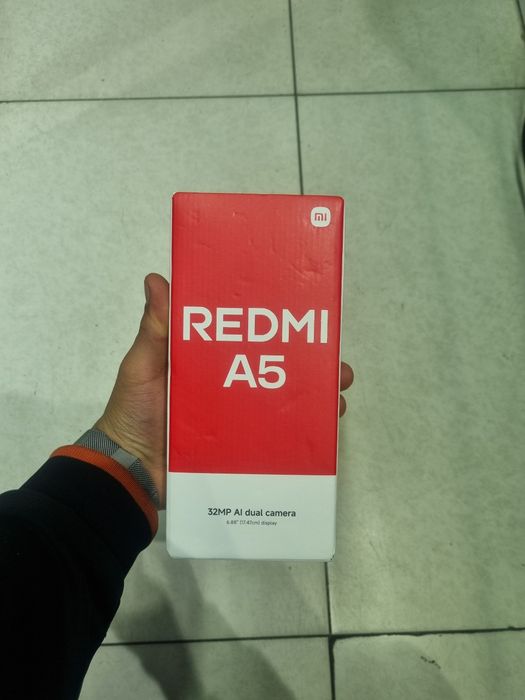 mi
REDMI
A5
32MP AI dual camera
6.88" (17.47cm) display